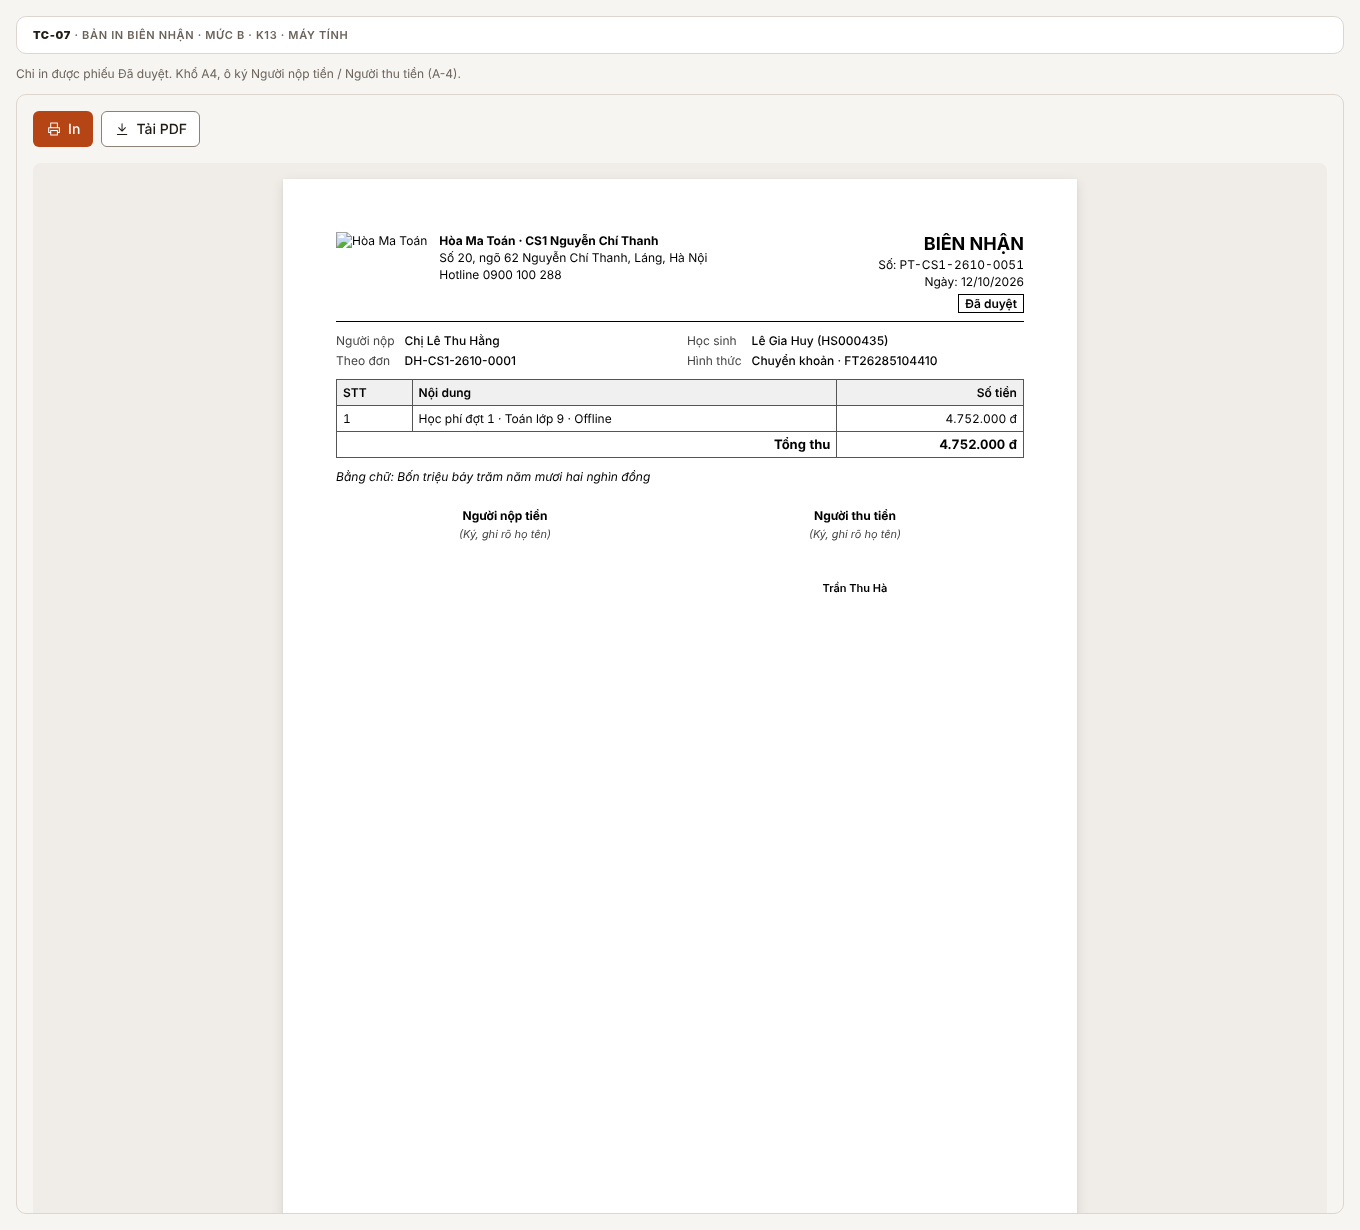 TC-07 · BẢN IN BIÊN NHẬN · MỨC B · K13 · MÁY TÍNH
Chỉ in được phiếu Đã duyệt. Khổ A4, ô ký Người nộp tiền / Người thu tiền (A-4).
In
Tải PDF
Hòa Ma Toán
Hòa Ma Toán · CS1 Nguyễn Chí Thanh
Số 20, ngõ 62 Nguyễn Chí Thanh, Láng, Hà Nội
Hotline 0900 100 288
BIÊN NHẬN
Số: PT-CS1-2610-0051
Ngày: 12/10/2026
Đã duyệt
Người nộp Chị Lê Thu Hằng
Học sinh Lê Gia Huy (HS000435)
Theo đơn DH-CS1-2610-0001
Hình thức Chuyển khoản · FT26285104410
STT Nội dung Số tiền
1 Học phí đợt 1 · Toán lớp 9 · Offline 4.752.000 đ
Tổng thu 4.752.000 đ
Bằng chữ: Bốn triệu bảy trăm năm mươi hai nghìn đồng
Người nộp tiền Người thu tiền
(Ký, ghi rõ họ tên) (Ký, ghi rõ họ tên)
Trần Thu Hà